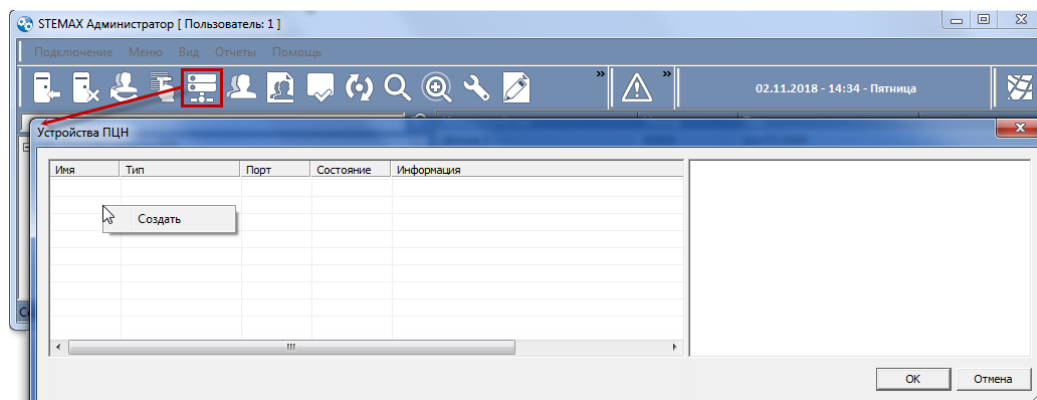 STEMAX Администратор [ Пользователь: 1 ]
Подключение Меню Вид Отчеты Помощь
02.11.2018 - 14:34 - Пятница
Устройства ПЦН
Имя Тип Порт Состояние Информация
Создать
OK Отмена